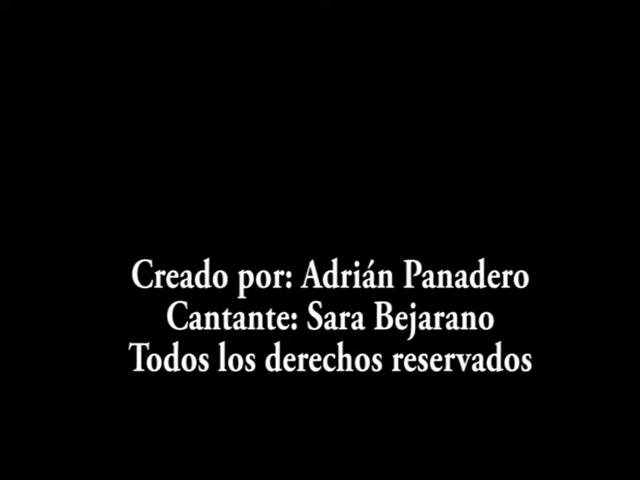 Creado por: Adrián Panadero
Cantante: Sara Bejarano
Todos los derechos reservados